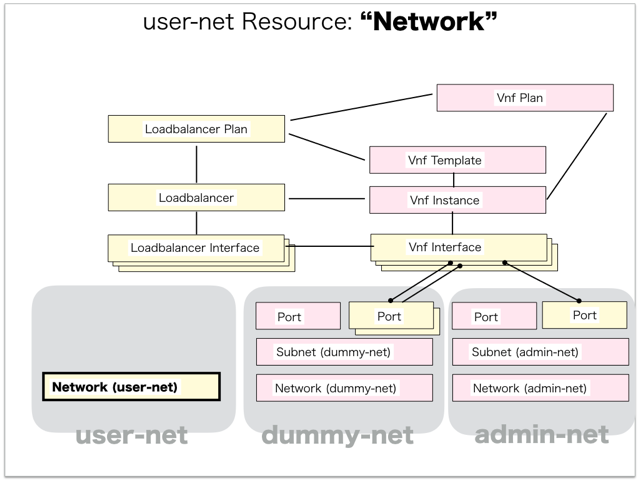 user-net Resource: “Network”
Vnf Plan
Loadbalancer Plan
Vnf Template
Loadbalancer
Vnf Instance
Loadbalancer Interface
Vnf Interface
Port
Port
Port
Port
Subnet (dummy-net)
Subnet (admin-net)
Network (user-net)
Network (dummy-net)
Network (admin-net)
user-net
dummy-net
admin-net